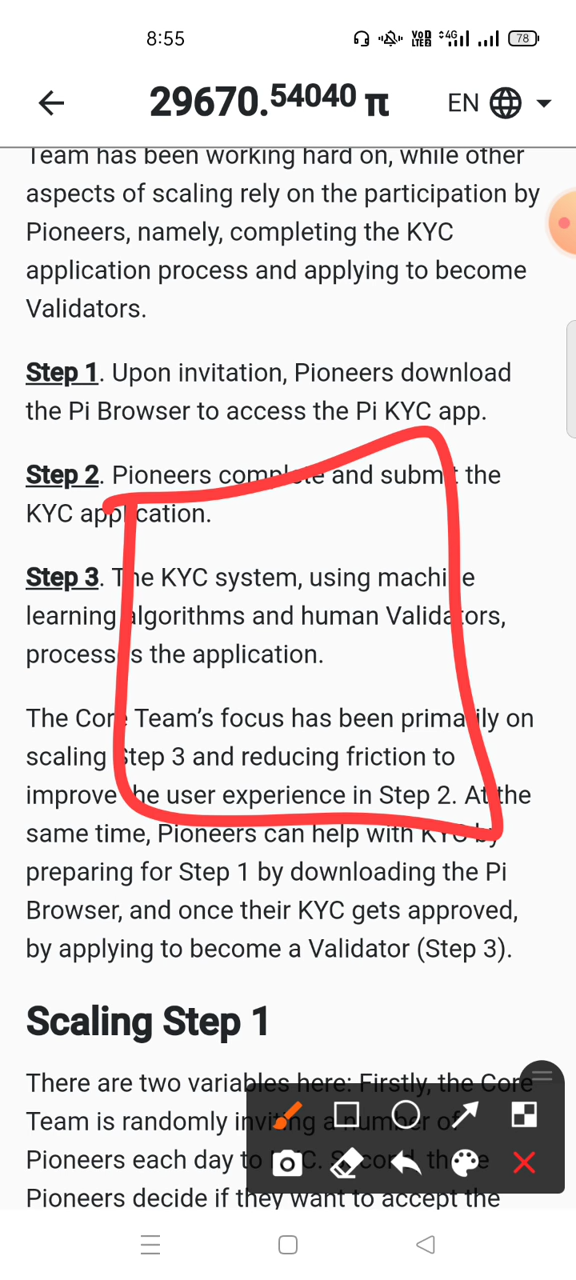 8:55
VoD LTE2 4G 78
29670.54040 π EN
Team has been working hard on, while other
aspects of scaling rely on the participation by
Pioneers, namely, completing the KYC
application process and applying to become
Validators.
Step 1. Upon invitation, Pioneers download
the Pi Browser to access the Pi KYC app.
Step 2. Pioneers complete and submit the
KYC application.
Step 3. The KYC system, using machine
learning algorithms and human Validators,
processes the application.
The Core Team’s focus has been primarily on
scaling Step 3 and reducing friction to
improve the user experience in Step 2. At the
same time, Pioneers can help with KYC by
preparing for Step 1 by downloading the Pi
Browser, and once their KYC gets approved,
by applying to become a Validator (Step 3).
Scaling Step 1
There are two variables here: Firstly, the Core
Team is randomly inviting a number of
Pioneers each day to KYC. Second, these
Pioneers decide if they want to accept the